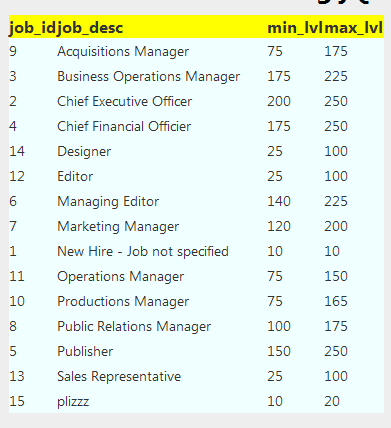 job_id job_desc min_lvl max_lvl
9 Acquisitions Manager 75 175
3 Business Operations Manager 175 225
2 Chief Executive Officer 200 250
4 Chief Financial Officier 175 250
14 Designer 25 100
12 Editor 25 100
6 Managing Editor 140 225
7 Marketing Manager 120 200
1 New Hire - Job not specified 10 10
11 Operations Manager 75 150
10 Productions Manager 75 165
8 Public Relations Manager 100 175
5 Publisher 150 250
13 Sales Representative 25 100
15 plizzz 10 20